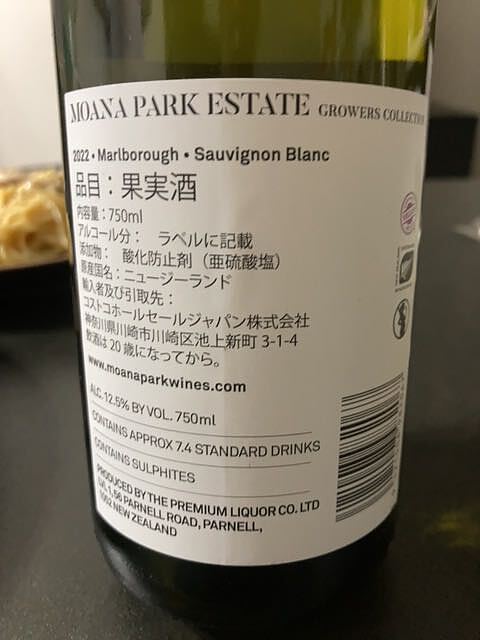 MOANA PARK ESTATE GROWERS COLLECTION
2022 • Marlborough • Sauvignon Blanc
品目：果実酒
内容量：750ml
アルコール分： ラベルに記載
添加物： 酸化防止剤（亜硫酸塩）
原産国名：ニュージーランド
輸入者及び引取先：
コストコホールセールジャパン株式会社
神奈川県川崎市川崎区池上新町 3-1-4
飲酒は 20 歳になってから。
www.moanaparkwines.com
ALC. 12.5% BY VOL. 750ml
CONTAINS APPROX 7.4 STANDARD DRINKS
CONTAINS SULPHITES
PRODUCED BY THE PREMIUM LIQUOR CO. LTD
LVL 1, 56 PARNELL ROAD, PARNELL,
1052 NEW ZEALAND